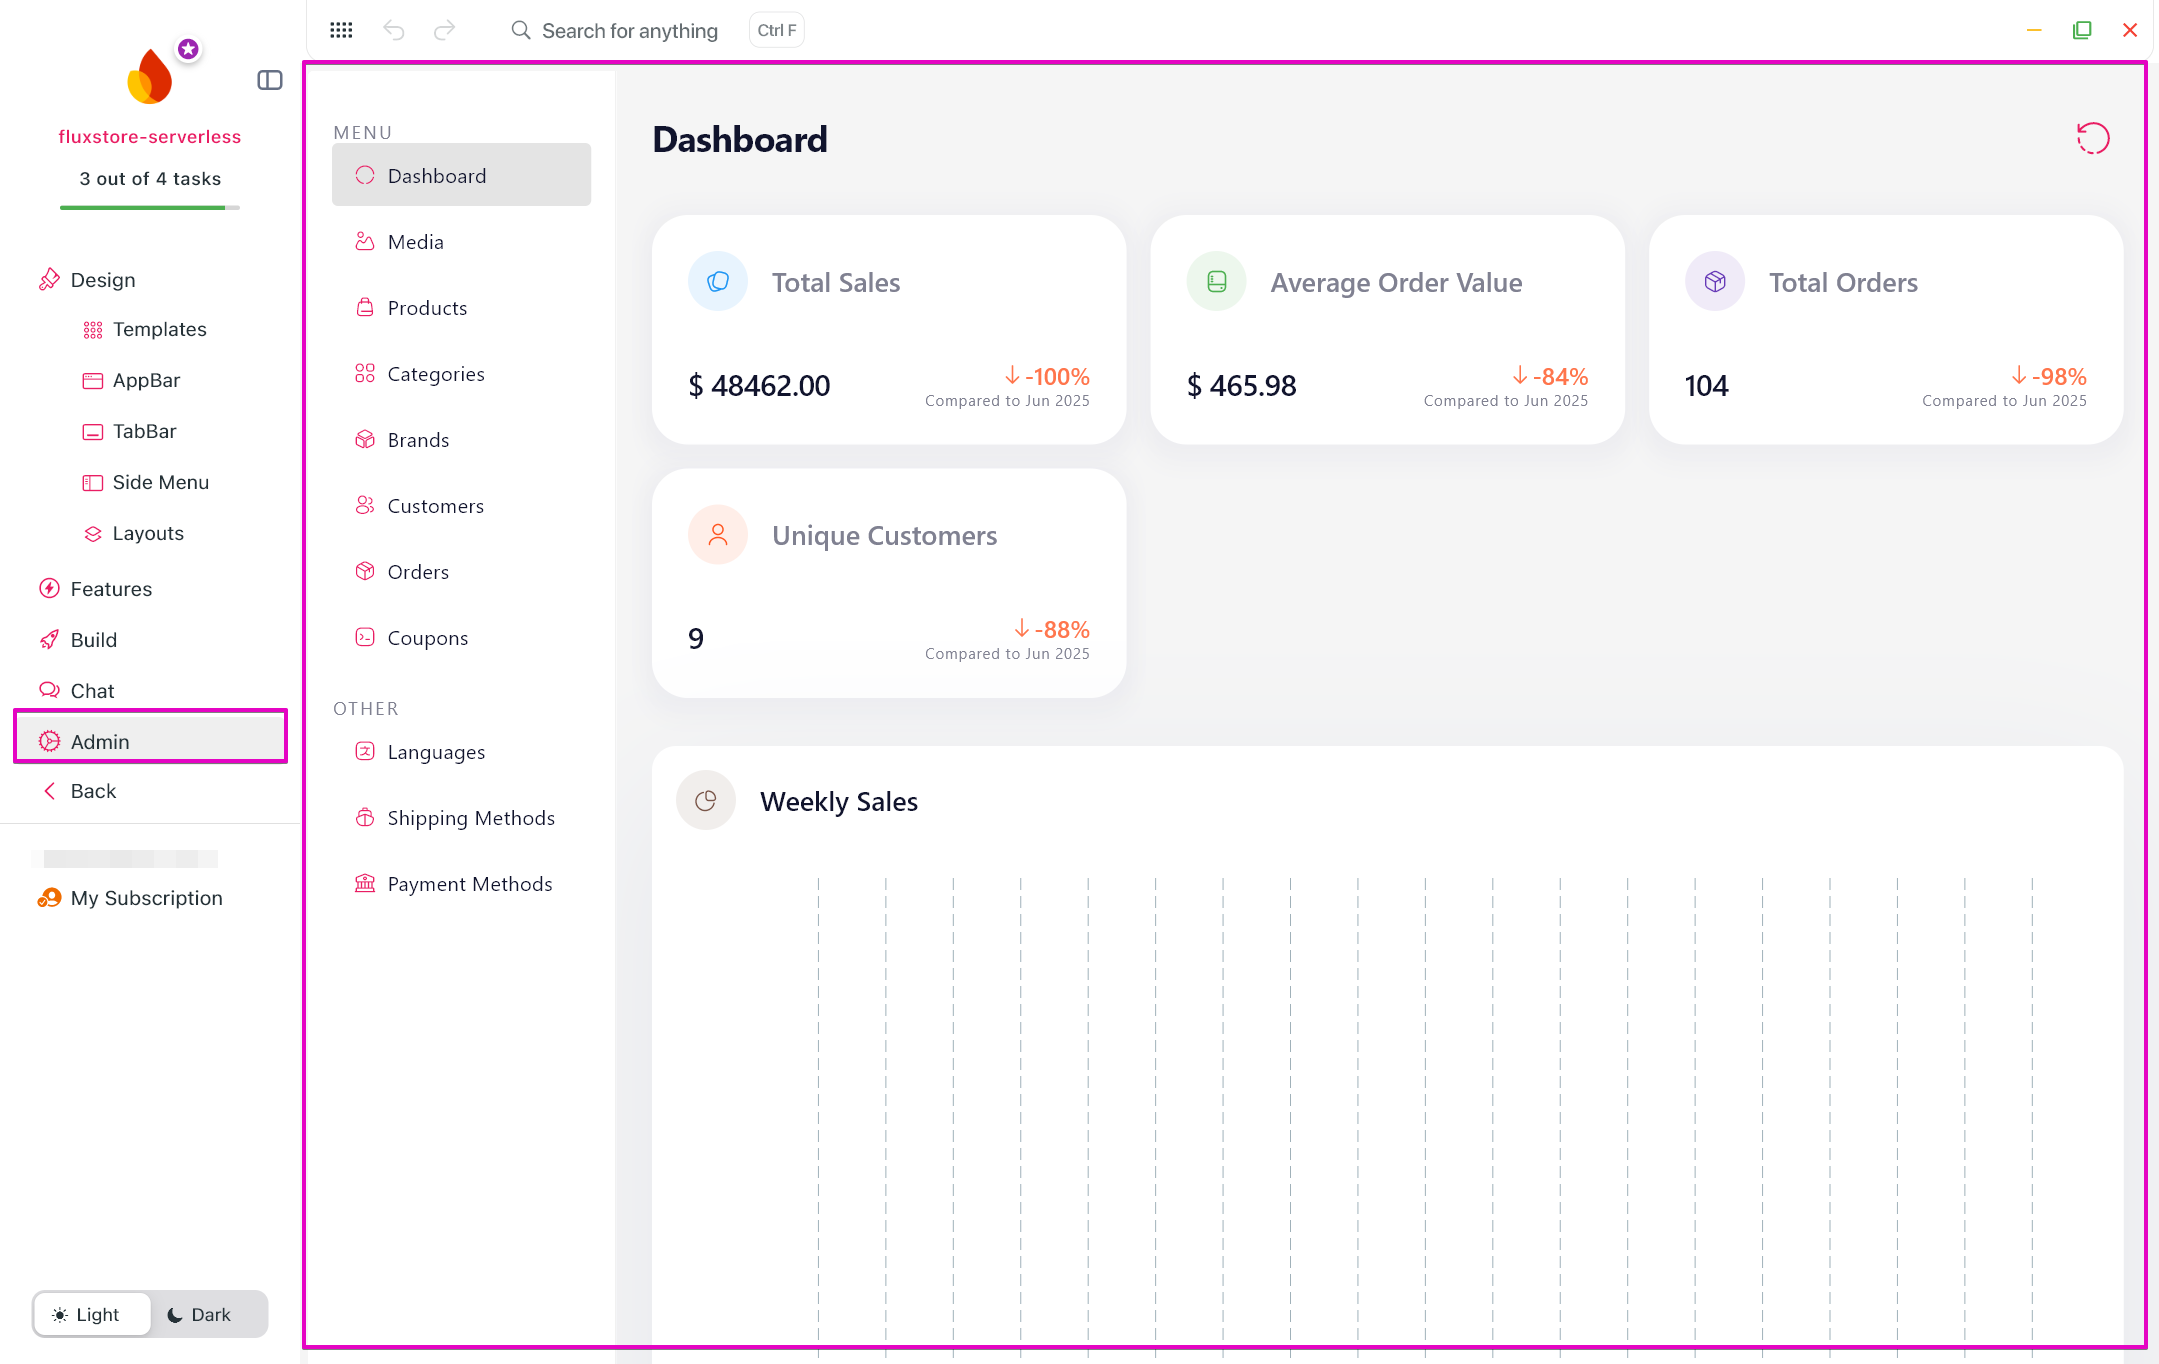 Search for anything
Ctrl F
fluxstore-serverless
3 out of 4 tasks
Design
Templates
AppBar
TabBar
Side Menu
Layouts
Features
Build
Chat
Admin
Back
My Subscription
Light
Dark
MENU
Dashboard
Media
Products
Categories
Brands
Customers
Orders
Coupons
OTHER
Languages
Shipping Methods
Payment Methods
Dashboard
Total Sales
$ 48462.00
-100%
Compared to Jun 2025
Average Order Value
$ 465.98
-84%
Compared to Jun 2025
Total Orders
104
-98%
Compared to Jun 2025
Unique Customers
9
-88%
Compared to Jun 2025
Weekly Sales